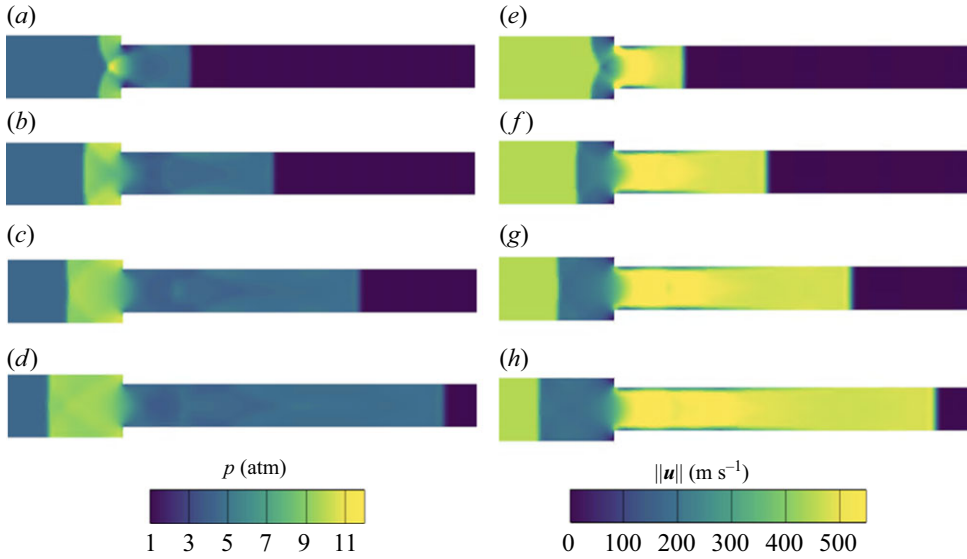 (a)
(e)
(b)
(f)
(c)
(g)
(d)
(h)
p (atm)
1 3 5 7 9 11
||u|| (m s⁻¹)
0 100 200 300 400 500